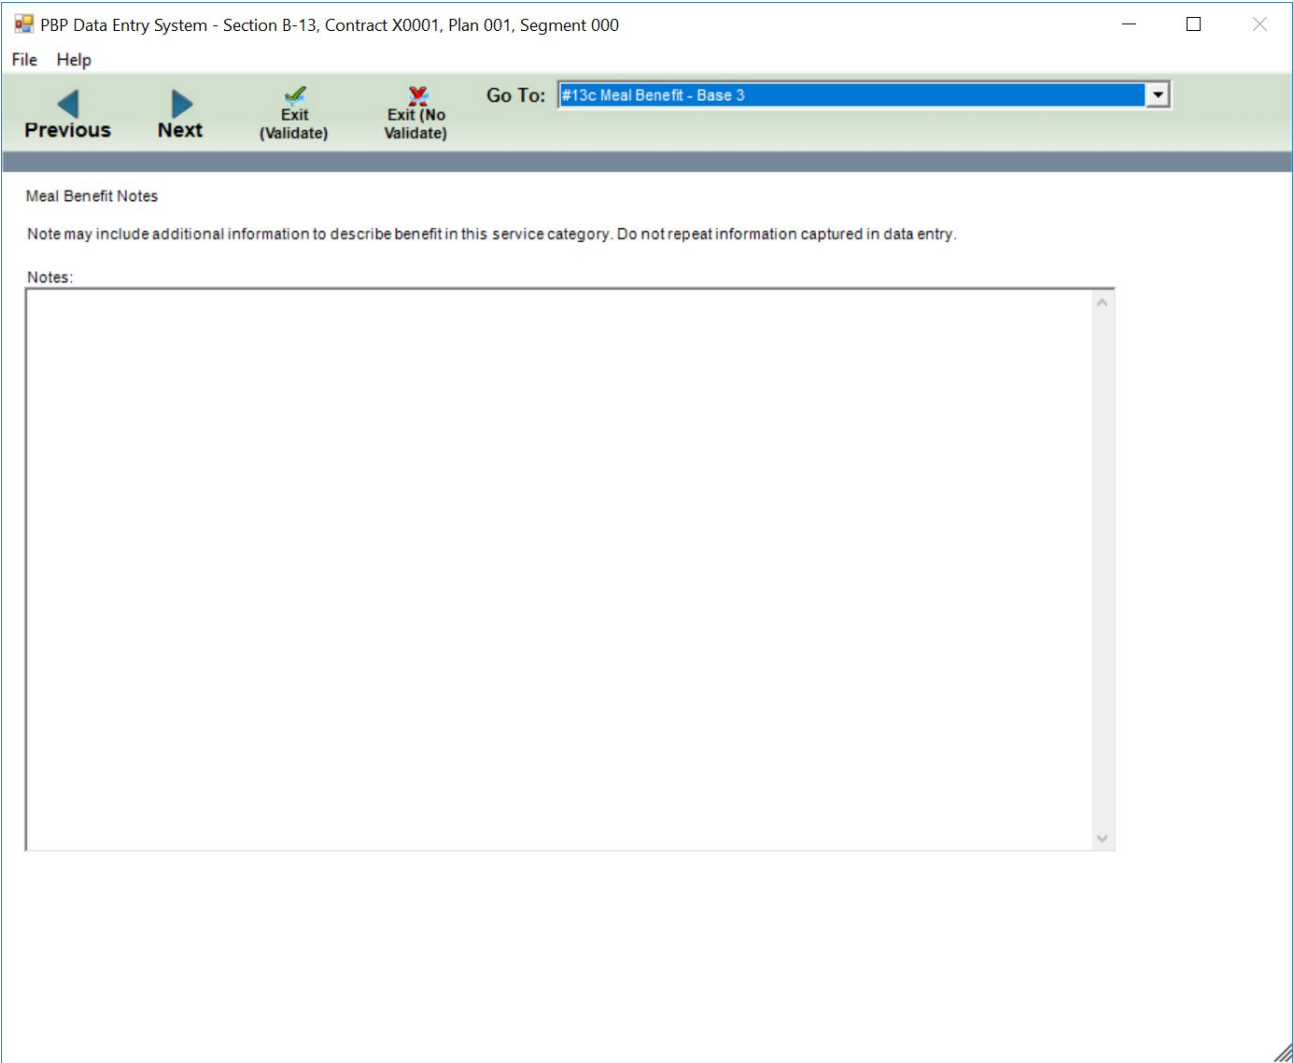 PBP Data Entry System - Section B-13, Contract X0001, Plan 001, Segment 000
File Help
Previous
Next
Exit
(Validate)
Exit (No
Validate)
Go To:
#13c Meal Benefit - Base 3
Meal Benefit Notes
Note may include additional information to describe benefit in this service category. Do not repeat information captured in data entry.
Notes: